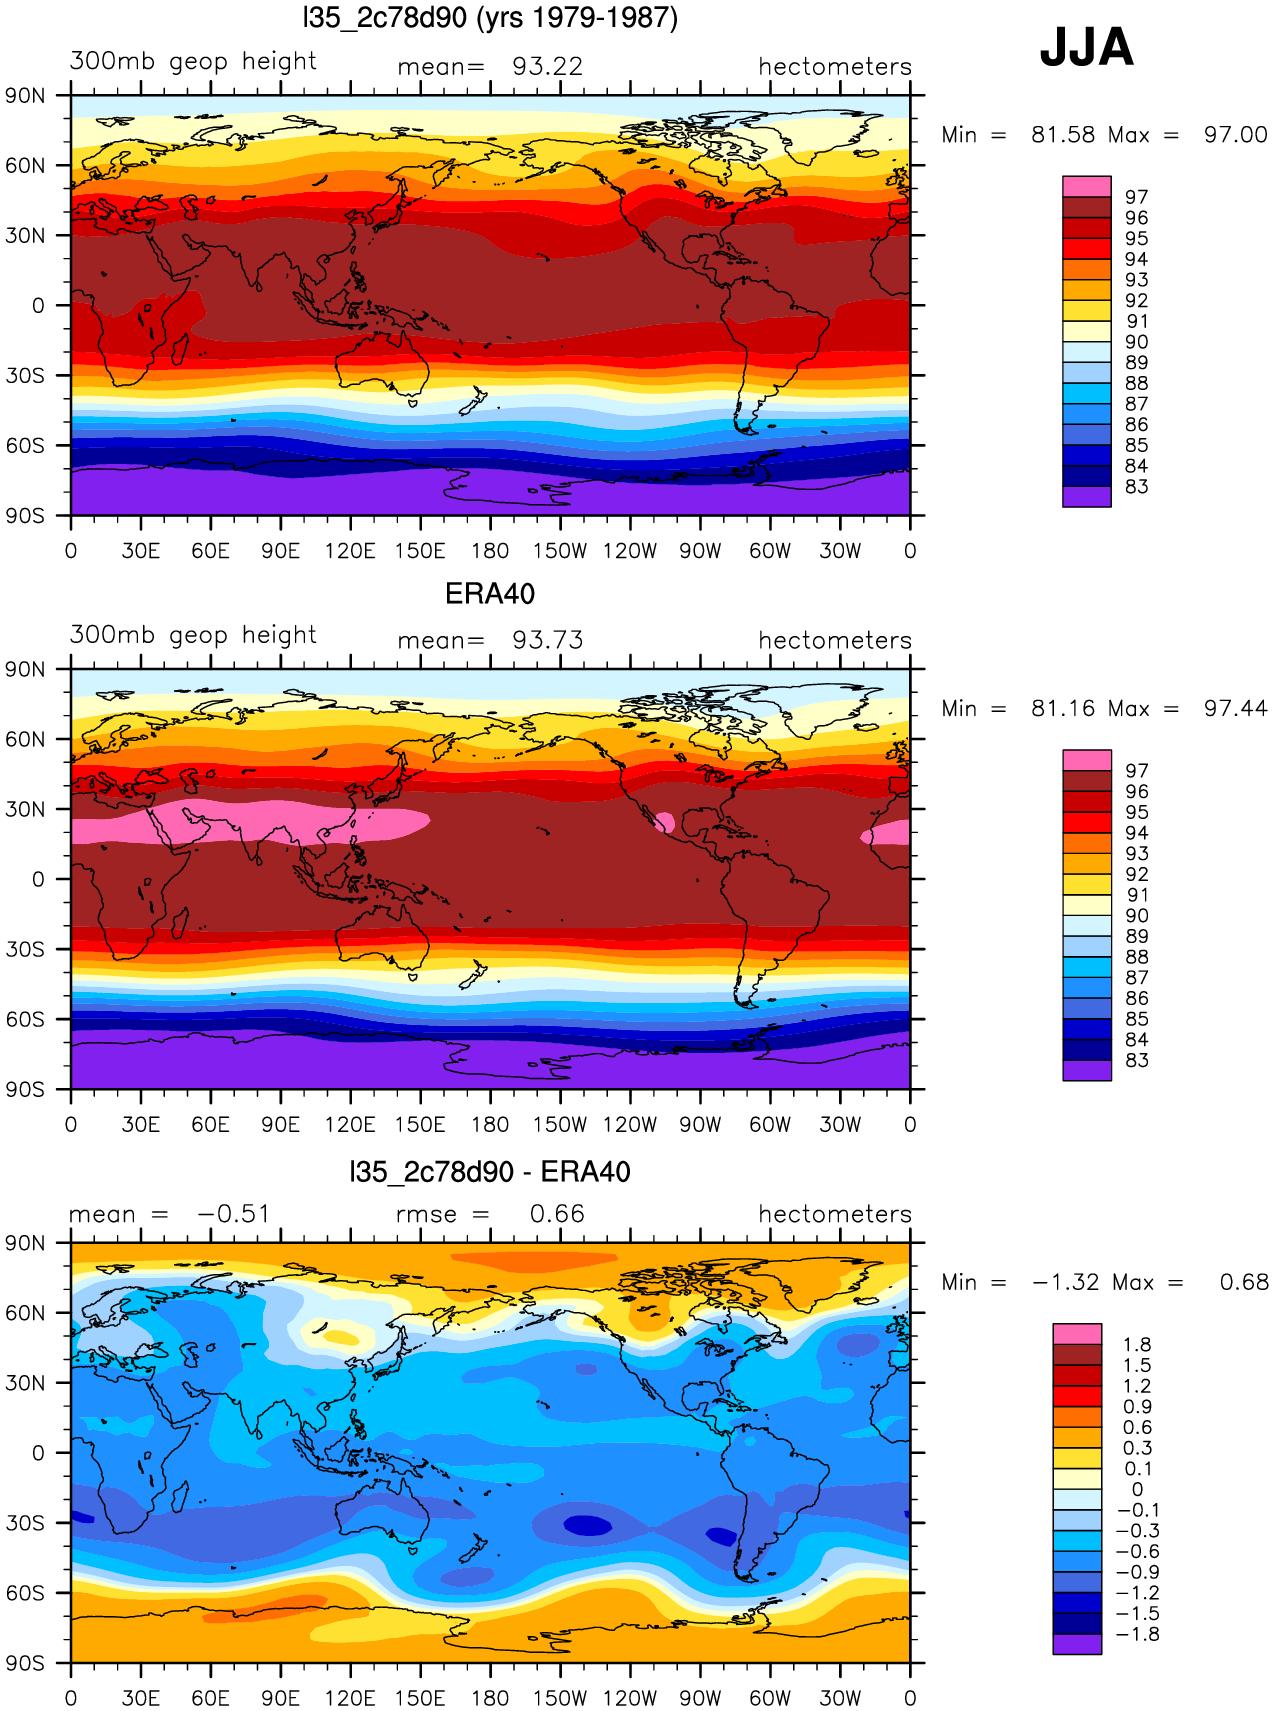 l35_2c78d90 (yrs 1979-1987)
JJA
300mb geop height mean= 93.22 hectometers
Min = 81.58 Max = 97.00
90N
60N
30N
0
30S
60S
90S
0 30E 60E 90E 120E 150E 180 150W 120W 90W 60W 30W 0
97
96
95
94
93
92
91
90
89
88
87
86
85
84
83
ERA40
300mb geop height mean= 93.73 hectometers
Min = 81.16 Max = 97.44
90N
60N
30N
0
30S
60S
90S
0 30E 60E 90E 120E 150E 180 150W 120W 90W 60W 30W 0
97
96
95
94
93
92
91
90
89
88
87
86
85
84
83
l35_2c78d90 - ERA40
mean = −0.51 rmse = 0.66 hectometers
Min = −1.32 Max = 0.68
90N
60N
30N
0
30S
60S
90S
0 30E 60E 90E 120E 150E 180 150W 120W 90W 60W 30W 0
1.8
1.5
1.2
0.9
0.6
0.3
0.1
0
−0.1
−0.3
−0.6
−0.9
−1.2
−1.5
−1.8